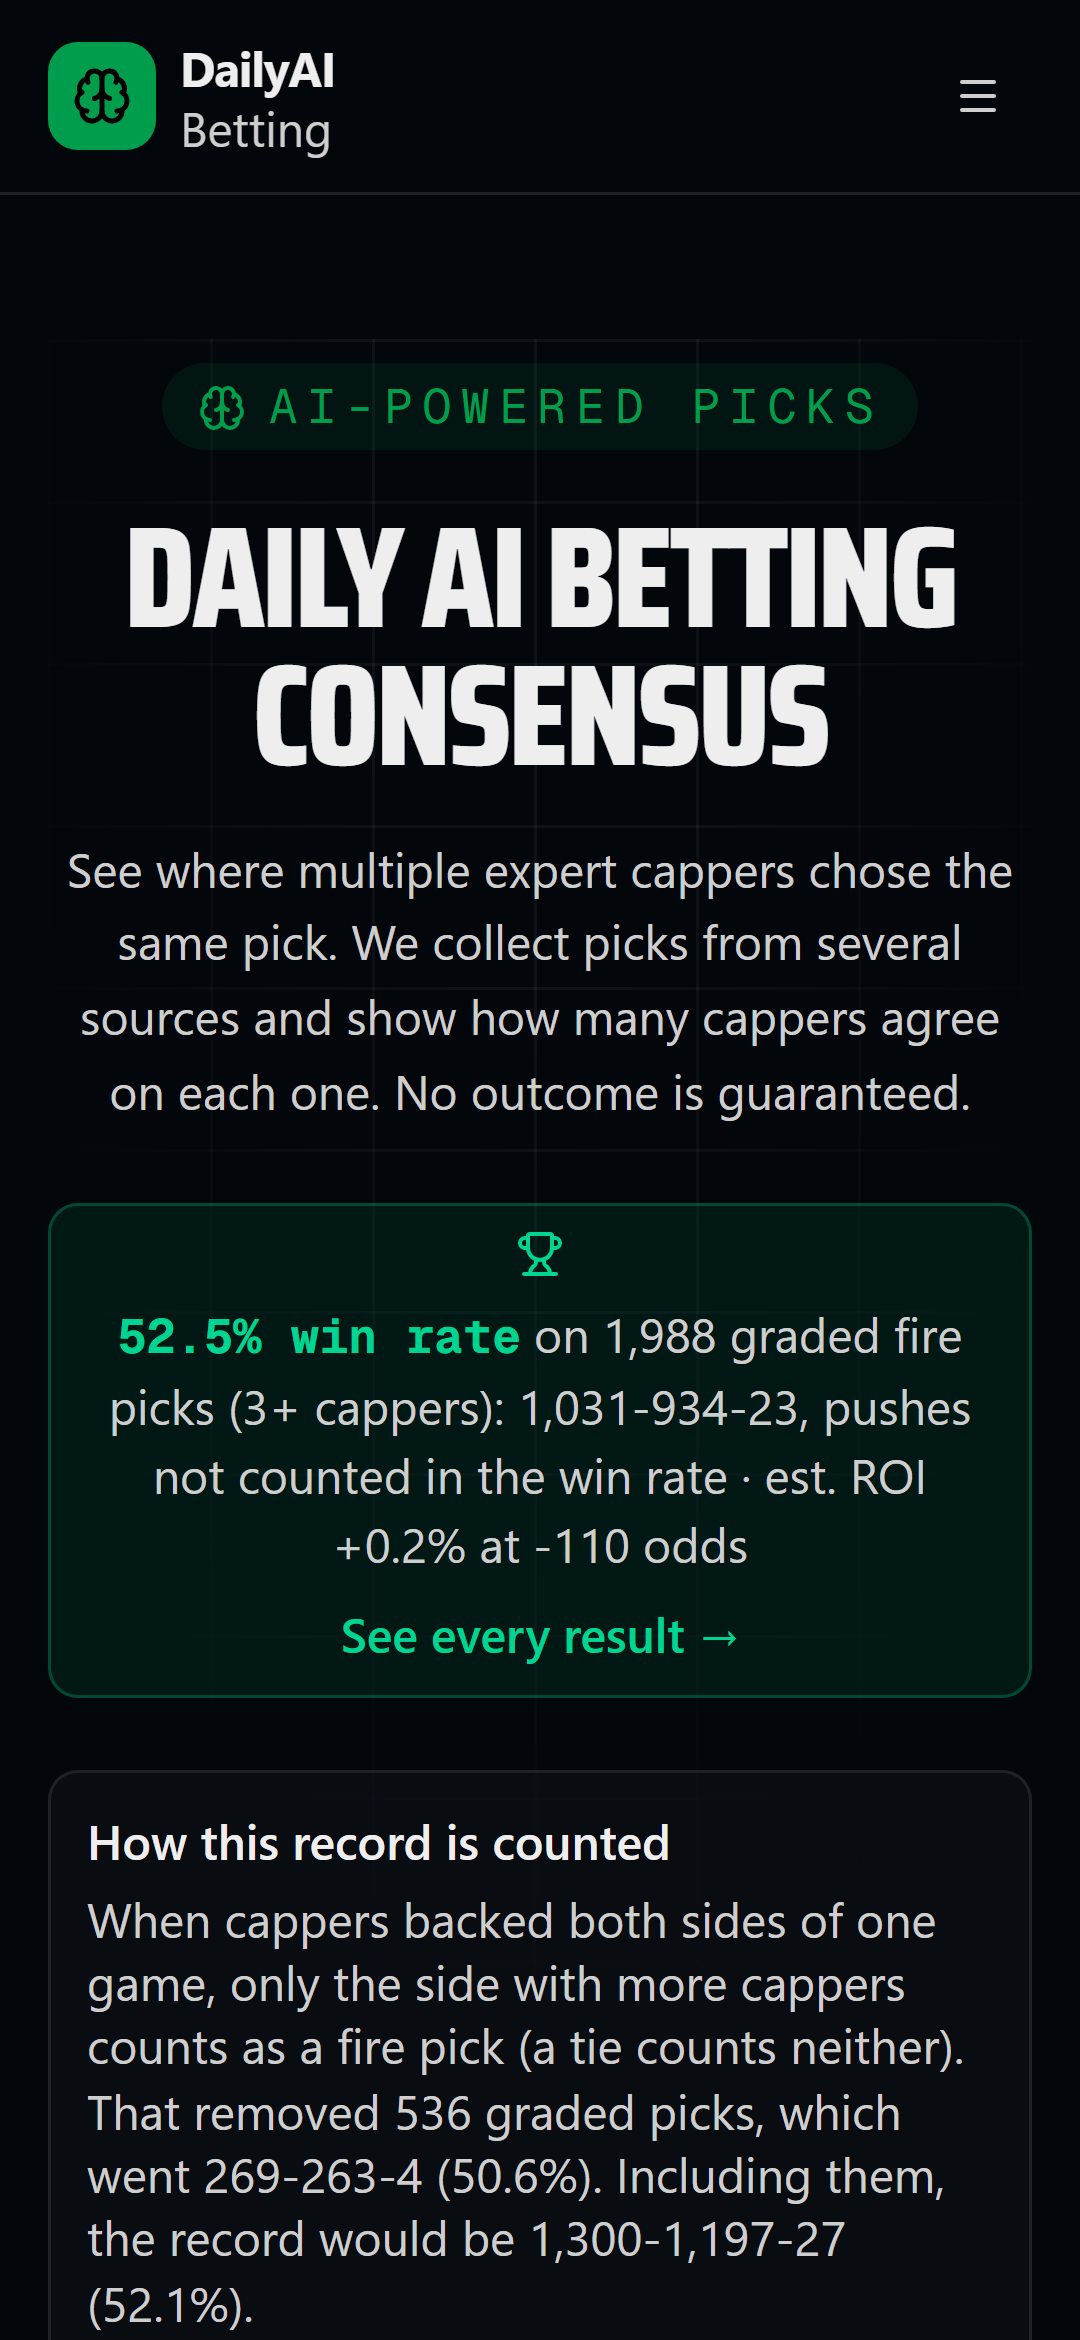 DailyAI
Betting
AI-POWERED PICKS
DAILY AI BETTING
CONSENSUS
See where multiple expert cappers chose the
same pick. We collect picks from several
sources and show how many cappers agree
on each one. No outcome is guaranteed.
52.5% win rate on 1,988 graded fire
picks (3+ cappers): 1,031-934-23, pushes
not counted in the win rate · est. ROI
+0.2% at -110 odds
See every result →
How this record is counted
When cappers backed both sides of one
game, only the side with more cappers
counts as a fire pick (a tie counts neither).
That removed 536 graded picks, which
went 269-263-4 (50.6%). Including them,
the record would be 1,300-1,197-27
(52.1%).